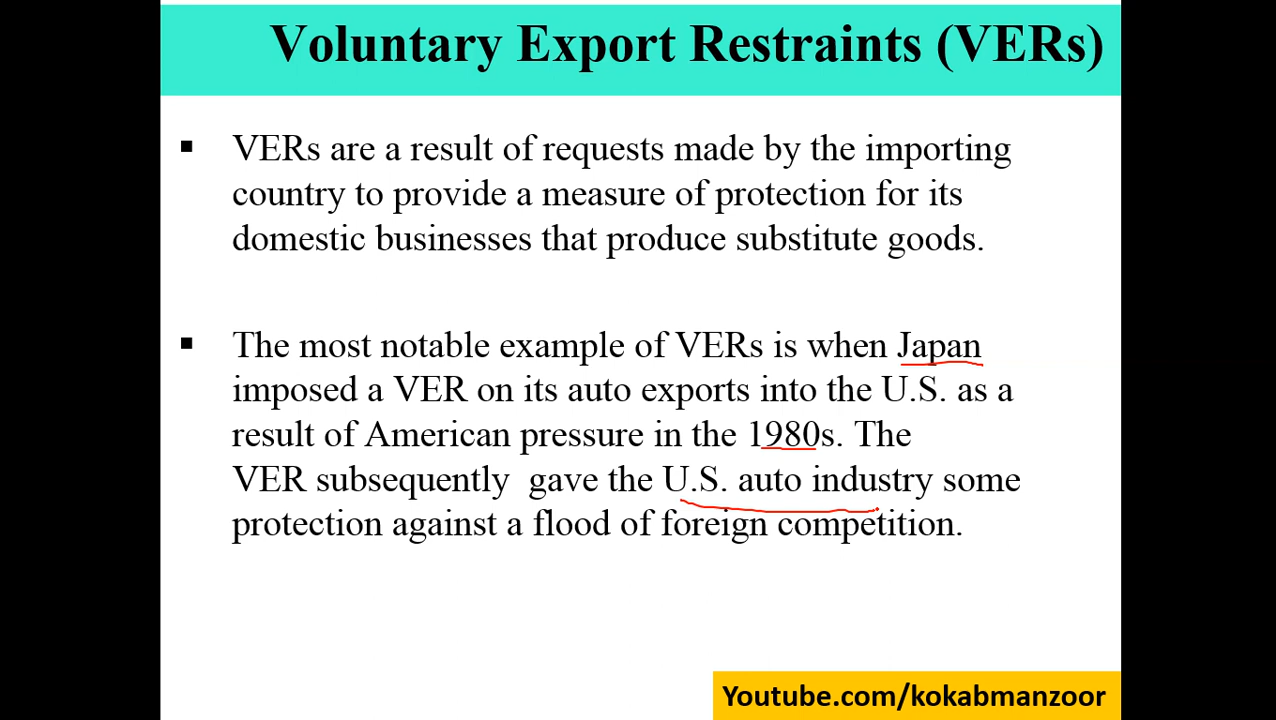 Voluntary Export Restraints (VERs)
▪ VERs are a result of requests made by the importing
country to provide a measure of protection for its
domestic businesses that produce substitute goods.
▪ The most notable example of VERs is when Japan
imposed a VER on its auto exports into the U.S. as a
result of American pressure in the 1980s. The
VER subsequently gave the U.S. auto industry some
protection against a flood of foreign competition.
Youtube.com/kokabmanzoor